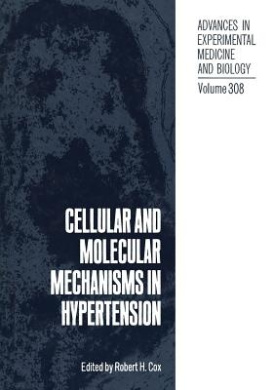 ADVANCES IN
EXPERIMENTAL
MEDICINE
AND BIOLOGY
Volume 308
CELLULAR AND
MOLECULAR
MECHANISMS IN
HYPERTENSION
Edited by Robert H. Cox